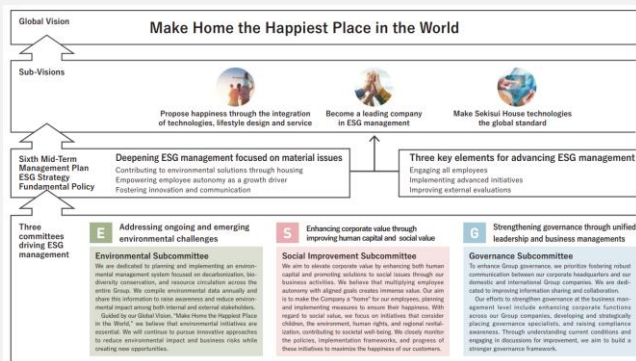 Global Vision
Make Home the Happiest Place in the World
Sub-Visions
Propose happiness through the integration
of technologies, lifestyle design and service
Become a leading company
in ESG management
Make Sekisui House technologies
the global standard
Sixth Mid-Term
Management Plan
ESG Strategy
Fundamental Policy
Deepening ESG management focused on material issues
Contributing to environmental solutions through housing
Empowering employee autonomy as a growth driver
Fostering innovation and communication
Three key elements for advancing ESG management
Engaging all employees
Implementing advanced initiatives
Improving external evaluations
Three
committees
driving ESG
management
E
Addressing ongoing and emerging
environmental challenges
Environmental Subcommittee
We are dedicated to planning and implementing an environ-
mental management system focused on decarbonization, bio-
diversity conservation, and resource circulation across the
entire Group. We compile environmental data annually and
share this information to raise awareness and reduce environ-
mental impact among both internal and external stakeholders.
Guided by our Global Vision, "Make Home the Happiest Place
in the World," we believe that environmental initiatives are
essential. We will continue to pursue innovative approaches
to reduce environmental impact and business risks while
creating new opportunities.
S
Enhancing corporate value through
improving human capital and social value
Social Improvement Subcommittee
We aim to elevate corporate value by enhancing both human
capital and promoting solutions to social issues through our
business activities. We believe that multiplying employee
autonomy with aligned goals creates immense value. Our aim
is to make the Company a "home" for our employees, planning
and implementing measures to ensure their happiness. With
regard to social value, we focus on initiatives that consider
children, the environment, human rights, and regional revital-
ization, contributing to societal well-being. We closely monitor
the policies, implementation frameworks, and progress of
these initiatives to maximize the happiness of our customers.
G
Strengthening governance through unified
leadership and business managements
Governance Subcommittee
To enhance Group governance, we prioritize fostering robust
communication between our corporate headquarters and our
domestic and international Group companies. We are dedi-
cated to improving information sharing and collaboration.
Our efforts to strengthen governance at the business man-
agement level include enhancing corporate functions
across our Group companies, developing and strategically
placing governance specialists, and raising compliance
awareness. Through understanding current conditions and
engaging in discussions for improvement, we aim to build a
stronger governance framework.